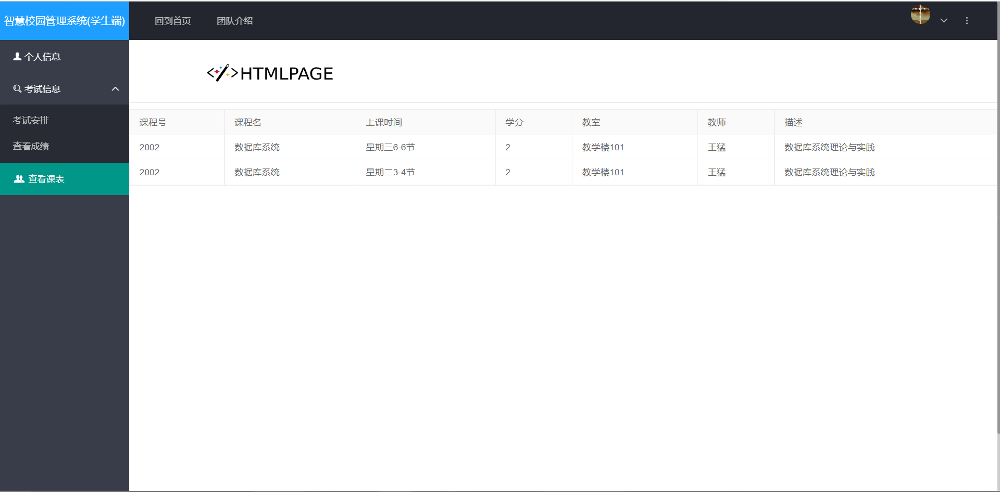 智慧校园管理系统(学生端)
回到首页 团队介绍
个人信息
考试信息
考试安排
查看成绩
查看课表
</>HTMLPAGE
课程号 课程名 上课时间 学分 教室 教师 描述
2002 数据库系统 星期三6-6节 2 教学楼101 王猛 数据库系统理论与实践
2002 数据库系统 星期二3-4节 2 教学楼101 王猛 数据库系统理论与实践